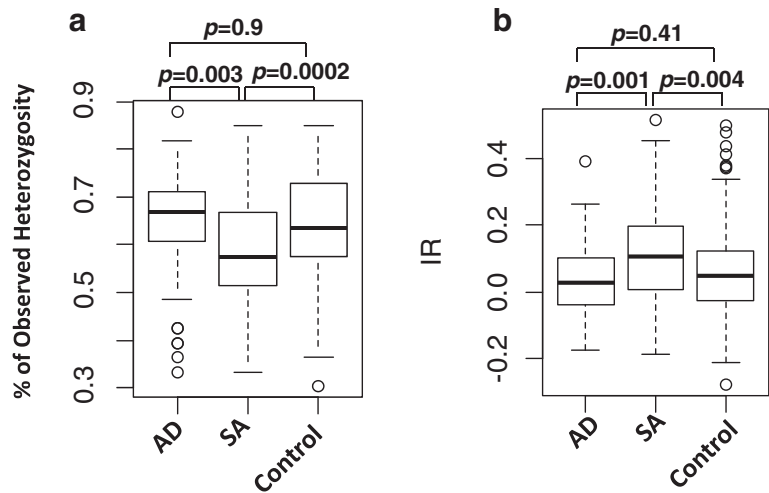 a
p=0.9
p=0.003 p=0.0002
% of Observed Heterozygosity
0.9
0.7
0.5
0.3
AD
SA
Control
b
p=0.41
p=0.001 p=0.004
IR
0.4
0.2
0.0
-0.2
AD
SA
Control